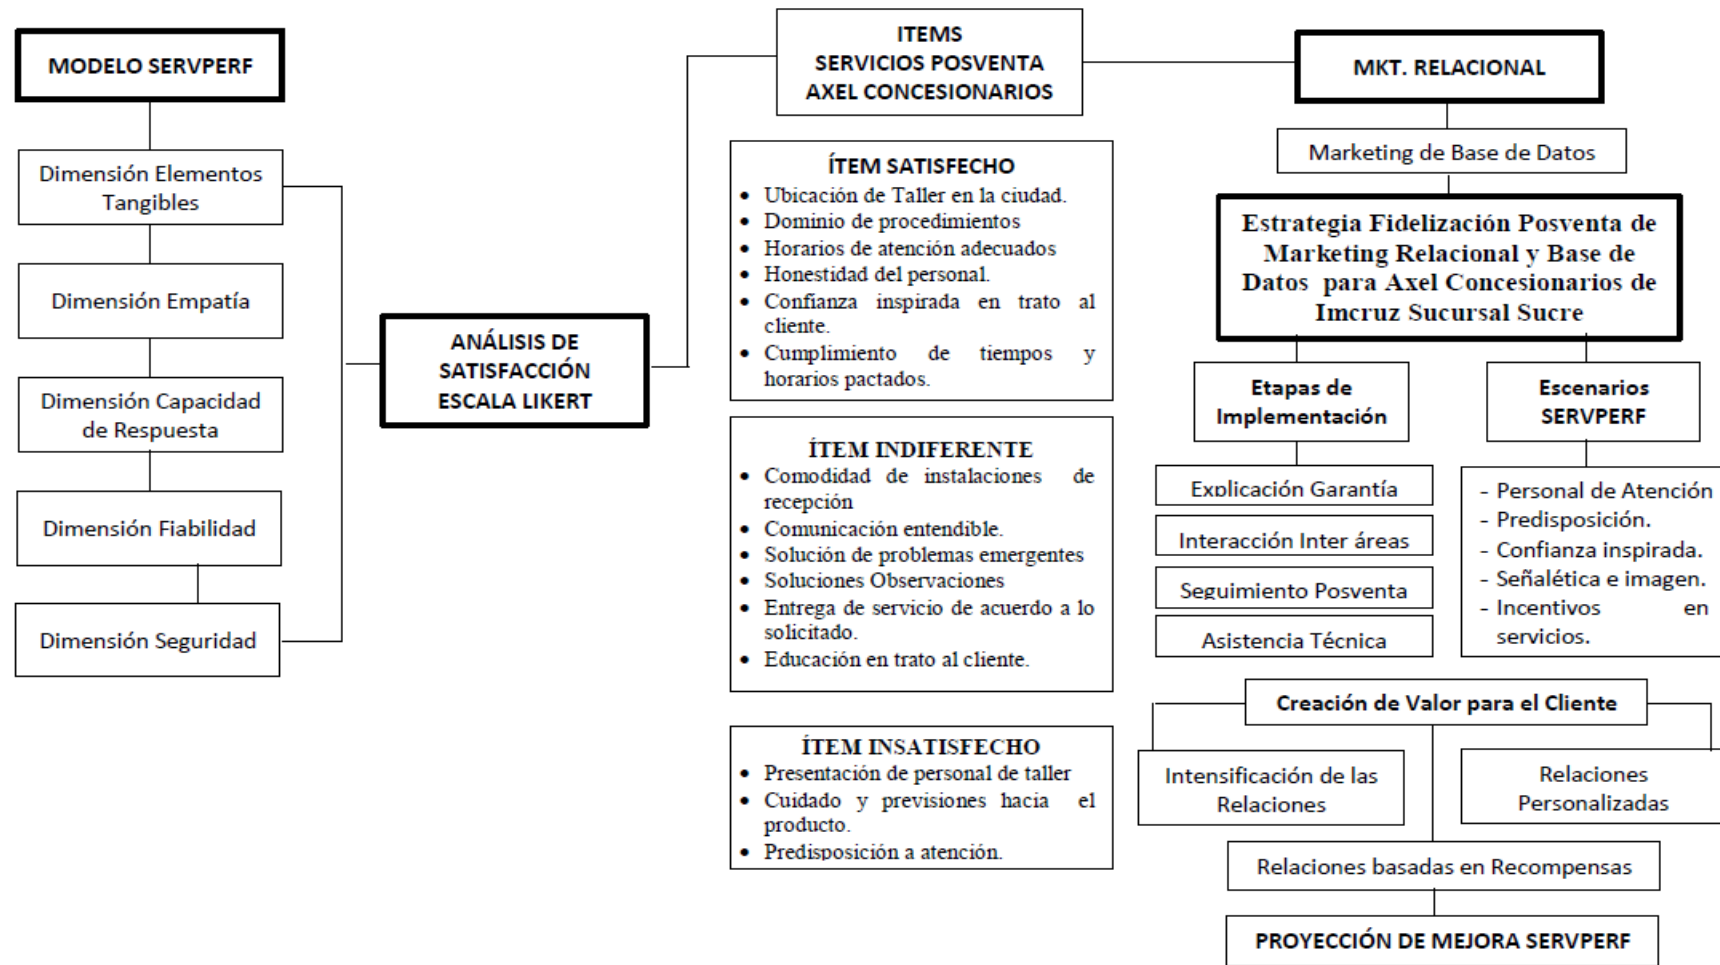 MODELO SERVPERF
Dimensión Elementos
Tangibles
Dimensión Empatía
Dimensión Capacidad
de Respuesta
Dimensión Fiabilidad
Dimensión Seguridad
ANÁLISIS DE
SATISFACCIÓN
ESCALA LIKERT
ITEMS
SERVICIOS POSVENTA
AXEL CONCESIONARIOS
ÍTEM SATISFECHO
• Ubicación de Taller en la ciudad.
• Dominio de procedimientos
• Horarios de atención adecuados
• Honestidad del personal.
• Confianza inspirada en trato al
cliente.
• Cumplimiento de tiempos y
horarios pactados.
ÍTEM INDIFERENTE
• Comodidad de instalaciones de
recepción
• Comunicación entendible.
• Solución de problemas emergentes
• Soluciones Observaciones
• Entrega de servicio de acuerdo a lo
solicitado.
• Educación en trato al cliente.
ÍTEM INSATISFECHO
• Presentación de personal de taller
• Cuidado y previsiones hacia el
producto.
• Predisposición a atención.
MKT. RELACIONAL
Marketing de Base de Datos
Estrategia Fidelización Posventa de
Marketing Relacional y Base de
Datos para Axel Concesionarios de
Imcruz Sucursal Sucre
Etapas de
Implementación
Explicación Garantía
Interacción Inter áreas
Seguimiento Posventa
Asistencia Técnica
Escenarios
SERVPERF
- Personal de Atención
- Predisposición.
- Confianza inspirada.
- Señalética e imagen.
- Incentivos en
servicios.
Creación de Valor para el Cliente
Intensificación de las
Relaciones
Relaciones
Personalizadas
Relaciones basadas en Recompensas
PROYECCIÓN DE MEJORA SERVPERF